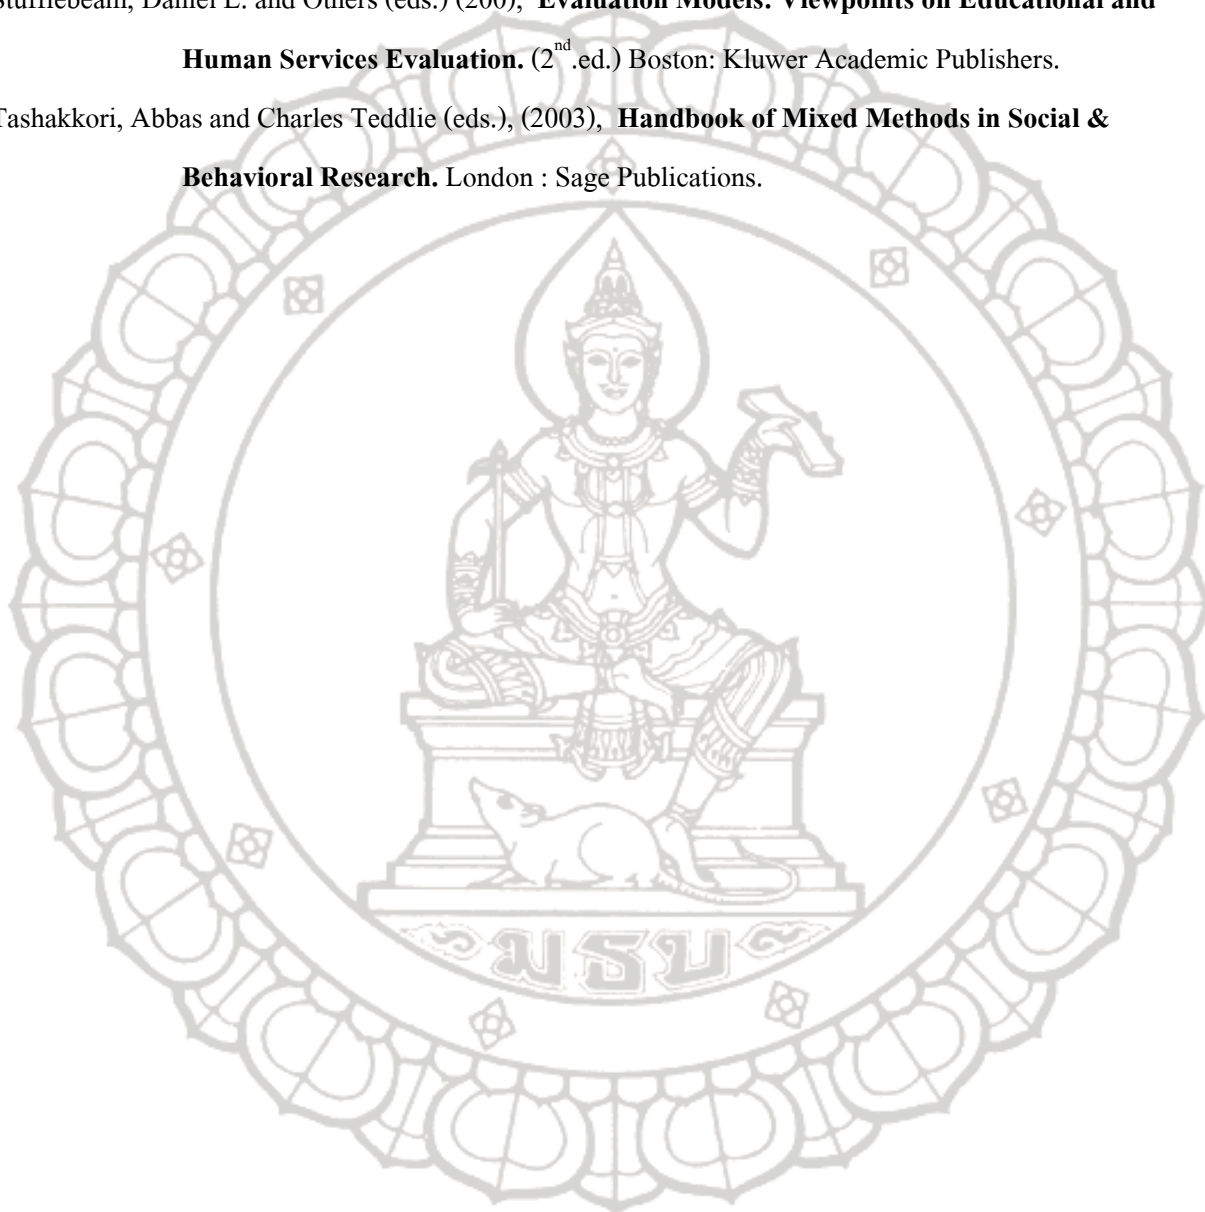 Stufflebeam, Daniel L. and Others (eds.) (200), Evaluation Models: Viewpoints on Educational and
Human Services Evaluation. (2nd.ed.) Boston: Kluwer Academic Publishers.
Tashakkori, Abbas and Charles Teddlie (eds.), (2003), Handbook of Mixed Methods in Social &
Behavioral Research. London : Sage Publications.
มธบ